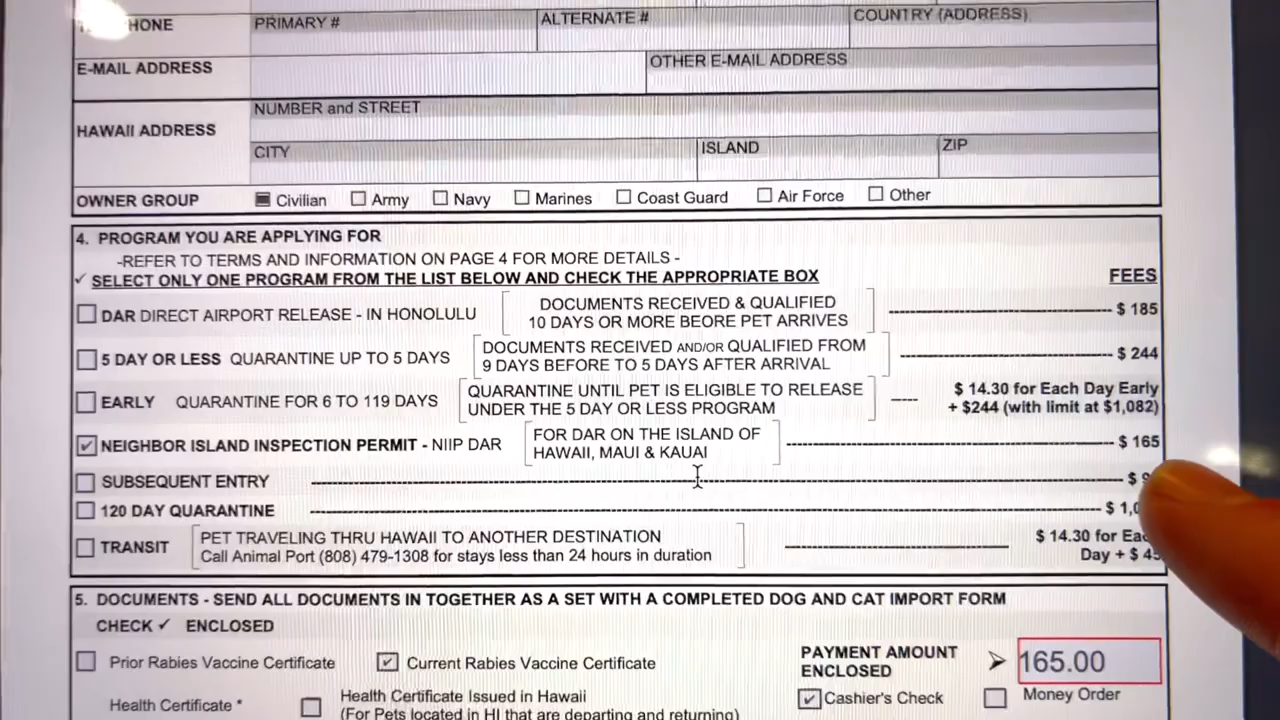 HONE
PRIMARY #
ALTERNATE #
COUNTRY (ADDRESS)
E-MAIL ADDRESS
OTHER E-MAIL ADDRESS
HAWAII ADDRESS
NUMBER and STREET
CITY
ISLAND
ZIP
OWNER GROUP Civilian Army Navy Marines Coast Guard Air Force Other
4. PROGRAM YOU ARE APPLYING FOR
-REFER TO TERMS AND INFORMATION ON PAGE 4 FOR MORE DETAILS -
✓ SELECT ONLY ONE PROGRAM FROM THE LIST BELOW AND CHECK THE APPROPRIATE BOX FEES
DAR DIRECT AIRPORT RELEASE - IN HONOLULU
DOCUMENTS RECEIVED & QUALIFIED
10 DAYS OR MORE BEORE PET ARRIVES
$ 185
5 DAY OR LESS QUARANTINE UP TO 5 DAYS
DOCUMENTS RECEIVED AND/OR QUALIFIED FROM
9 DAYS BEFORE TO 5 DAYS AFTER ARRIVAL
$ 244
EARLY QUARANTINE FOR 6 TO 119 DAYS
QUARANTINE UNTIL PET IS ELIGIBLE TO RELEASE
UNDER THE 5 DAY OR LESS PROGRAM
$ 14.30 for Each Day Early
+ $244 (with limit at $1,082)
NEIGHBOR ISLAND INSPECTION PERMIT - NIIP DAR
FOR DAR ON THE ISLAND OF
HAWAII, MAUI & KAUAI
$ 165
SUBSEQUENT ENTRY $
120 DAY QUARANTINE $ 1,0
TRANSIT
PET TRAVELING THRU HAWAII TO ANOTHER DESTINATION
Call Animal Port (808) 479-1308 for stays less than 24 hours in duration
$ 14.30 for Eac
Day + $ 45
5. DOCUMENTS - SEND ALL DOCUMENTS IN TOGETHER AS A SET WITH A COMPLETED DOG AND CAT IMPORT FORM
CHECK ✓ ENCLOSED
Prior Rabies Vaccine Certificate
Current Rabies Vaccine Certificate
PAYMENT AMOUNT
ENCLOSED
165.00
Cashier's Check
Money Order
Health Certificate *
Health Certificate Issued in Hawaii
(For Pets located in HI that are departing and returning)